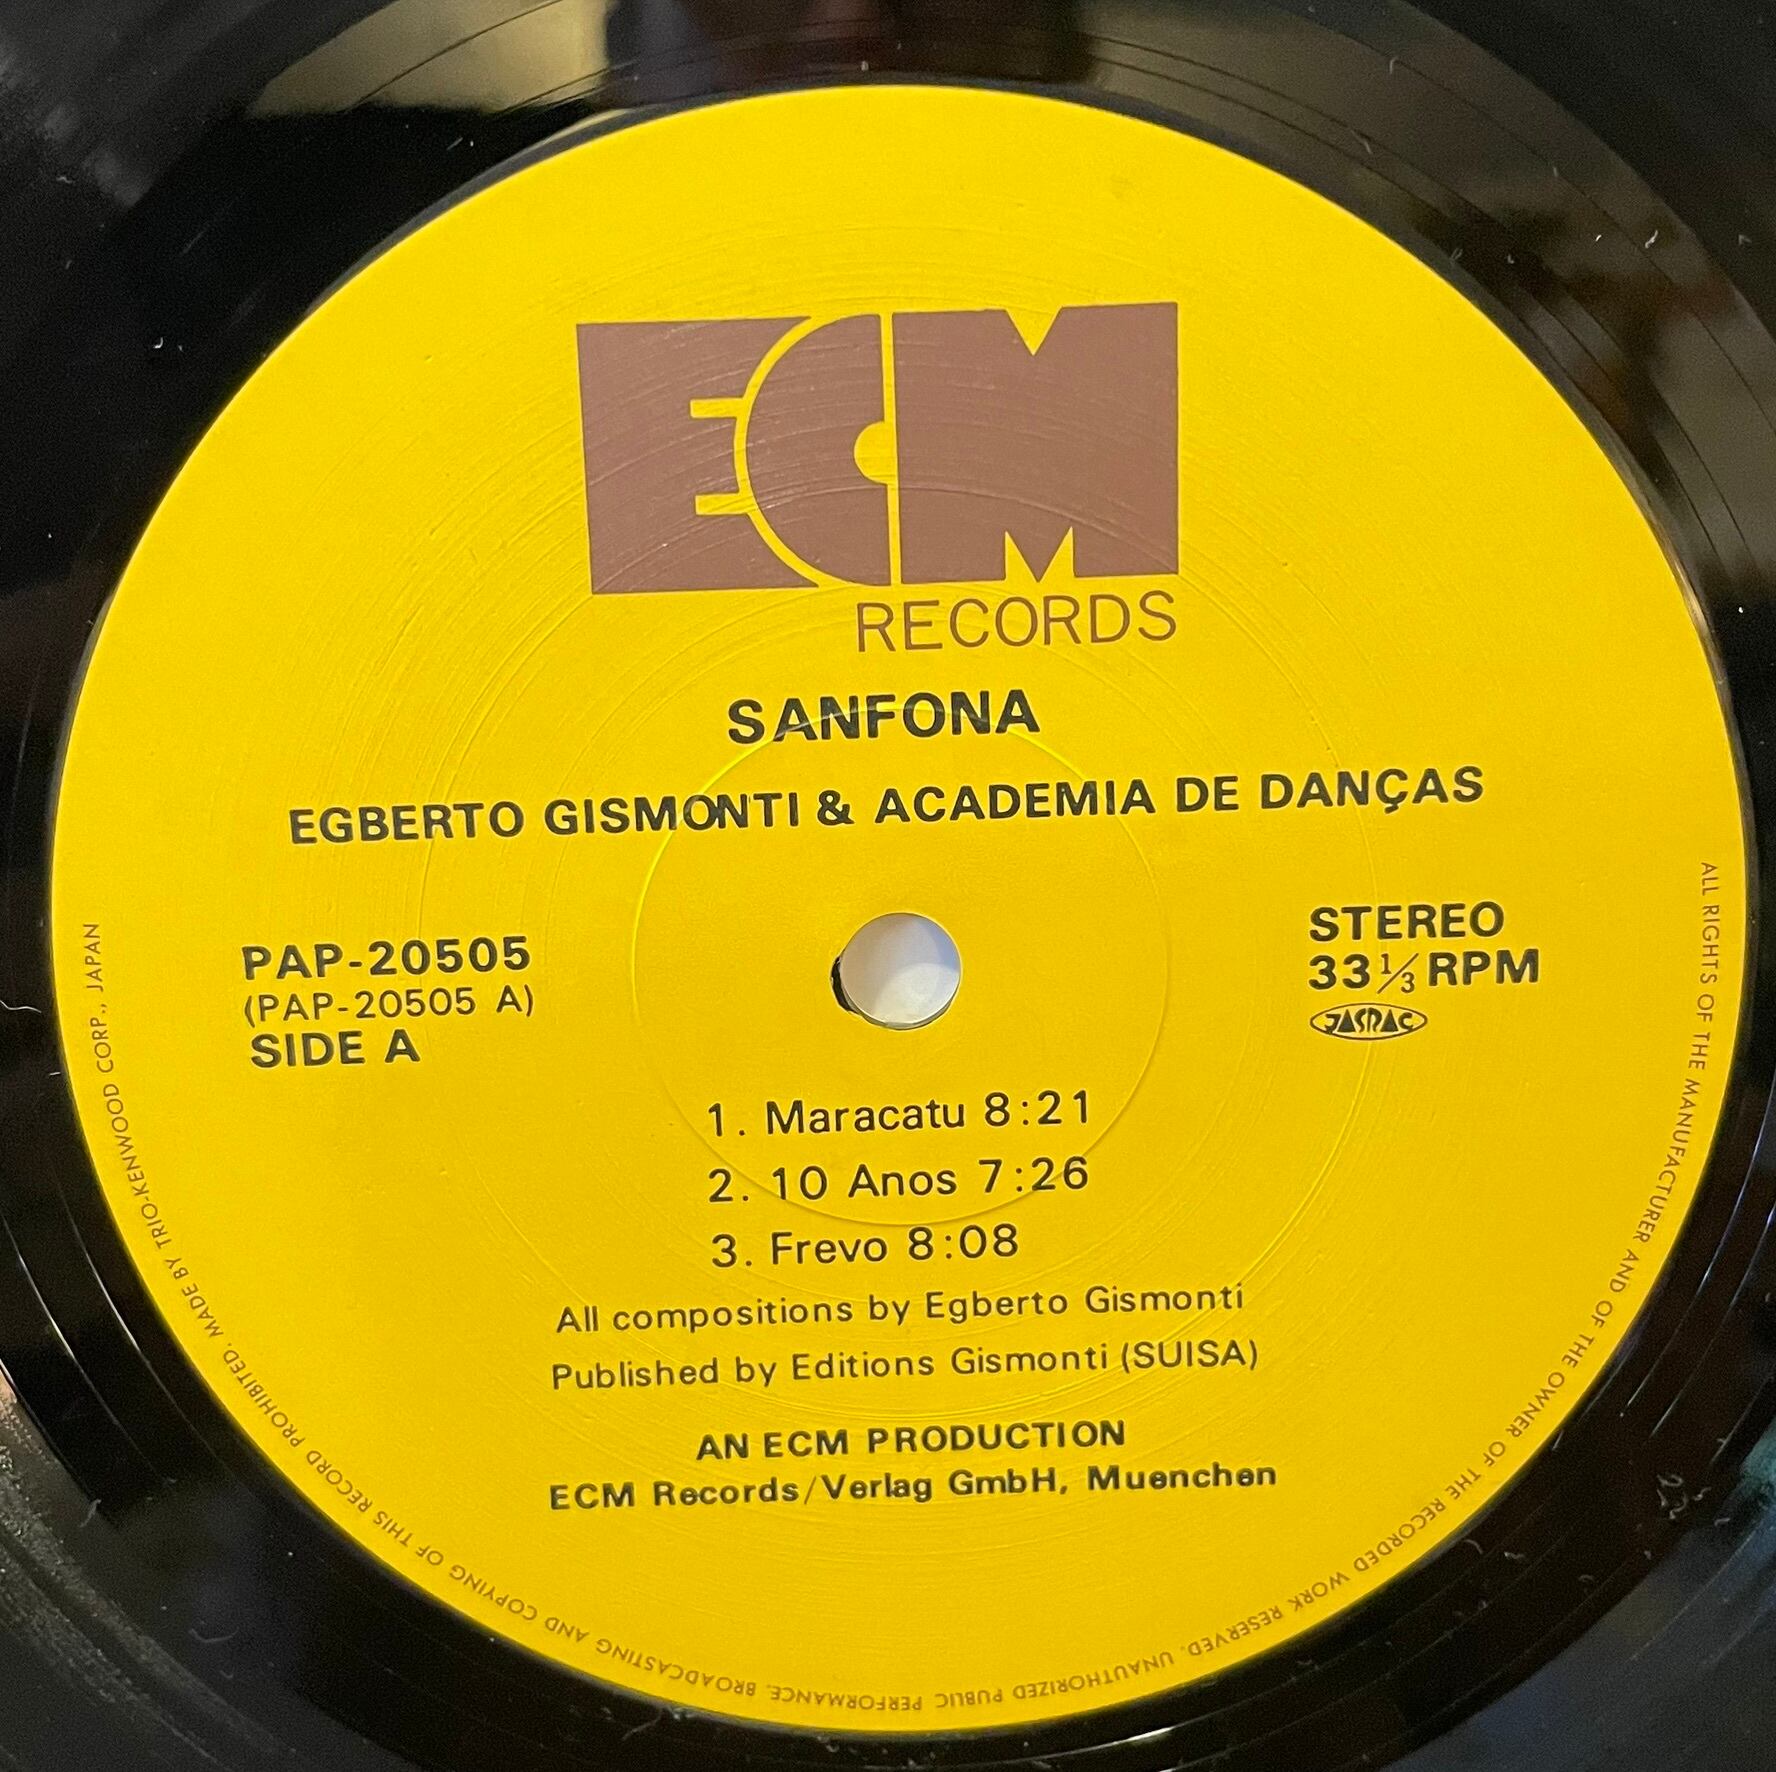 ECM
RECORDS
SANFONA
EGBERTO GISMONTI & ACADEMIA DE DANÇAS
PAP-20505
(PAP-20505 A)
SIDE A
STEREO
33 1/3 RPM
JASRAC
1. Maracatu 8:21
2. 10 Anos 7:26
3. Frevo 8:08
All compositions by Egberto Gismonti
Published by Editions Gismonti (SUISA)
AN ECM PRODUCTION
ECM Records/Verlag GmbH, Muenchen
ALL RIGHTS OF THE MANUFACTURER AND OF THE OWNER OF THE RECORDED WORK RESERVED. UNAUTHORIZED PUBLIC PERFORMANCE. BROADCASTING AND COPYING OF THIS RECORD PROHIBITED. MADE BY TRIO-KENWOOD CORP., JAPAN